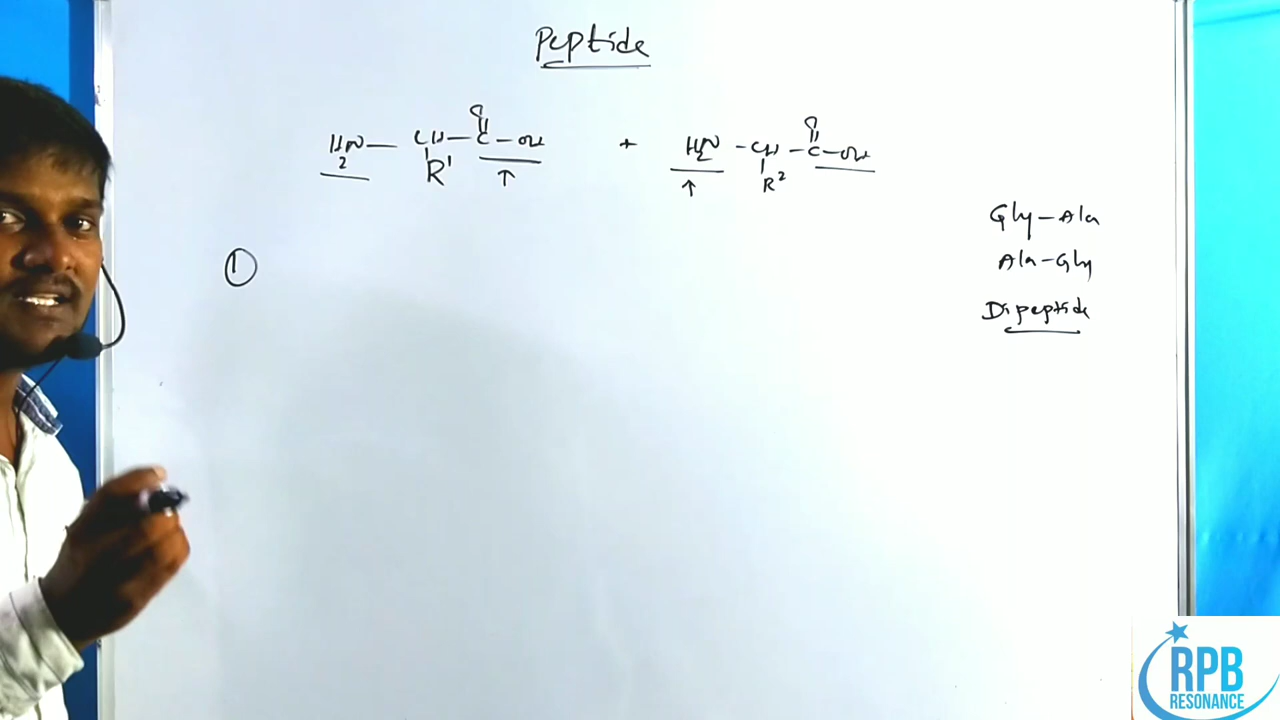 Peptide
H2N—CH—C—OH + H2N—CH—C—OH
O O
R1 R2
Gly-Ala
Ala-Gly
Dipeptide
①
RPB
RESONANCE